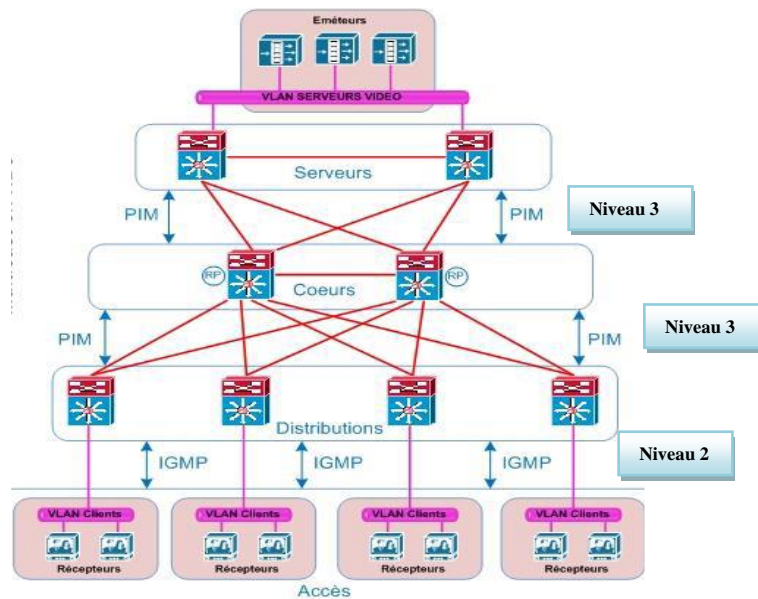 Eméteurs
VLAN SERVEURS VIDEO
Serveurs
PIM PIM
Niveau 3
RP RP
Coeurs
PIM PIM
Niveau 3
Distributions
IGMP IGMP IGMP
Niveau 2
VLAN Clients VLAN Clients VLAN Clients VLAN Clients
Récepteurs Récepteurs Récepteurs Récepteurs
Accès